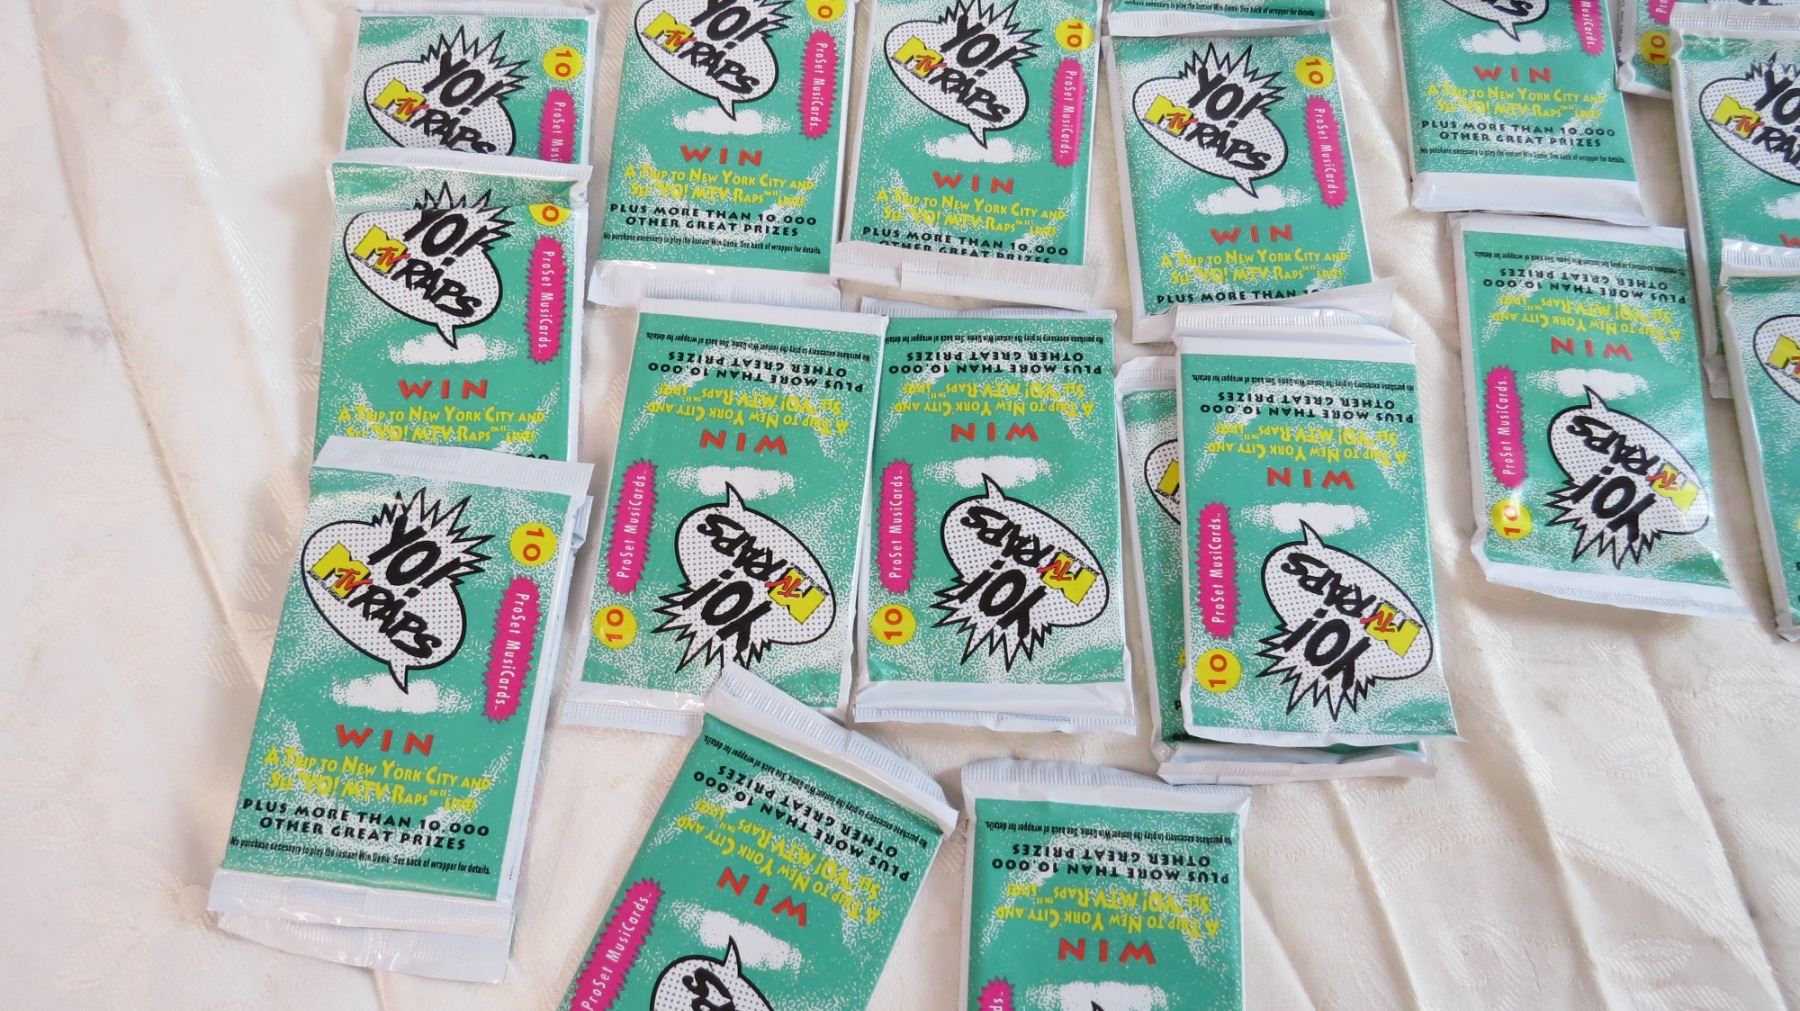 YO!
MTV RAPS
10
ProSet MusiCards™
WIN
A TRIP TO NEW YORK CITY AND
SEE "YO! MTV RAPS™" LIVE!
PLUS MORE THAN 10,000
OTHER GREAT PRIZES
No purchase necessary to play the Instant Win Game. See back of wrapper for details.